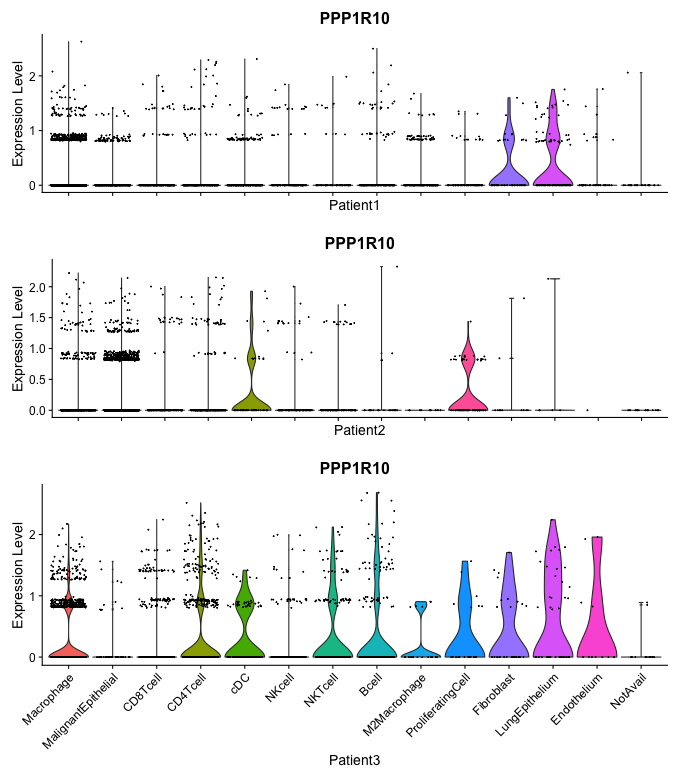 PPP1R10
Expression Level
2
1
0
Patient1
PPP1R10
Expression Level
2.0
1.5
1.0
0.5
0.0
Patient2
PPP1R10
Expression Level
2
1
0
Macrophage
MalignantEpithelial
CD8Tcell
CD4Tcell
cDC
NKcell
NKTcell
Bcell
M2Macrophage
ProliferatingCell
Fibroblast
LungEpithelium
Endothelium
NotAvail
Patient3